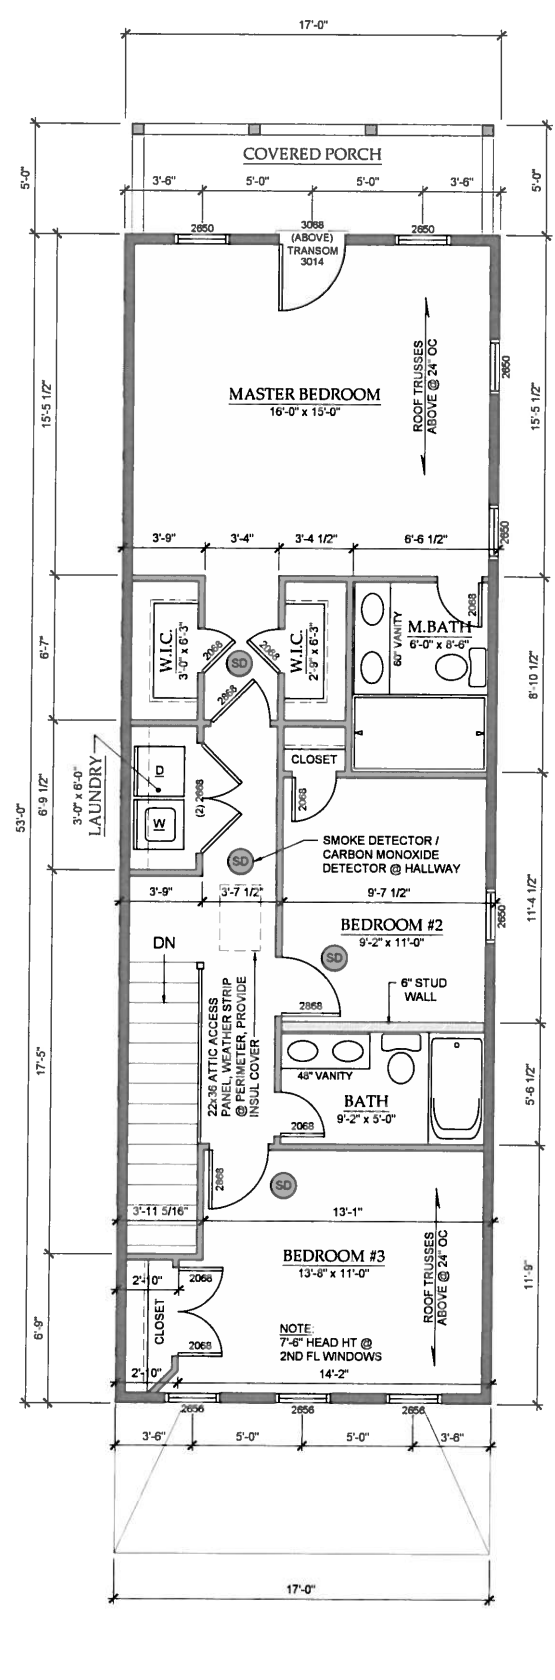 17'-0"
COVERED PORCH
5'-0"
5'-0"
3'-6"
5'-0"
5'-0"
3'-6"
2650
3068
(ABOVE)
TRANSOM
3014
2650
MASTER BEDROOM
16'-0" x 15'-0"
ROOF TRUSSES
ABOVE @ 24" OC
2650
2650
15'-5 1/2"
15'-5 1/2"
3'-9"
3'-4"
3'-4 1/2"
6'-6 1/2"
W.I.C.
3'-0" x 6'-3"
2068
SD
2068
W.I.C.
2'-9" x 6'-3"
60" VANITY
M.BATH
6'-0" x 8'-6"
2068
6'-7"
8'-10 1/2"
2868
LAUNDRY
3'-0" x 6'-0"
D
W
(2) 2668
CLOSET
2068
6'-9 1/2"
53'-0"
SD
SMOKE DETECTOR /
CARBON MONOXIDE
DETECTOR @ HALLWAY
3'-9"
3'-7 1/2"
9'-7 1/2"
BEDROOM #2
9'-2" x 11'-0"
2650
11'-4 1/2"
DN
SD
6" STUD
WALL
2868
22x36 ATTIC ACCESS
PANEL, WEATHER STRIP
@ PERIMETER, PROVIDE
INSUL COVER
17'-5"
48" VANITY
BATH
9'-2" x 5'-0"
2068
5'-6 1/2"
2868
SD
3'-11 5/16"
13'-1"
BEDROOM #3
13'-8" x 11'-0"
ROOF TRUSSES
ABOVE @ 24" OC
11'-9"
2'-10"
2068
CLOSET
2068
6'-9"
NOTE:
7'-6" HEAD HT @
2ND FL WINDOWS
2'-10"
14'-2"
2656
2656
2656
3'-6"
5'-0"
5'-0"
3'-6"
17'-0"